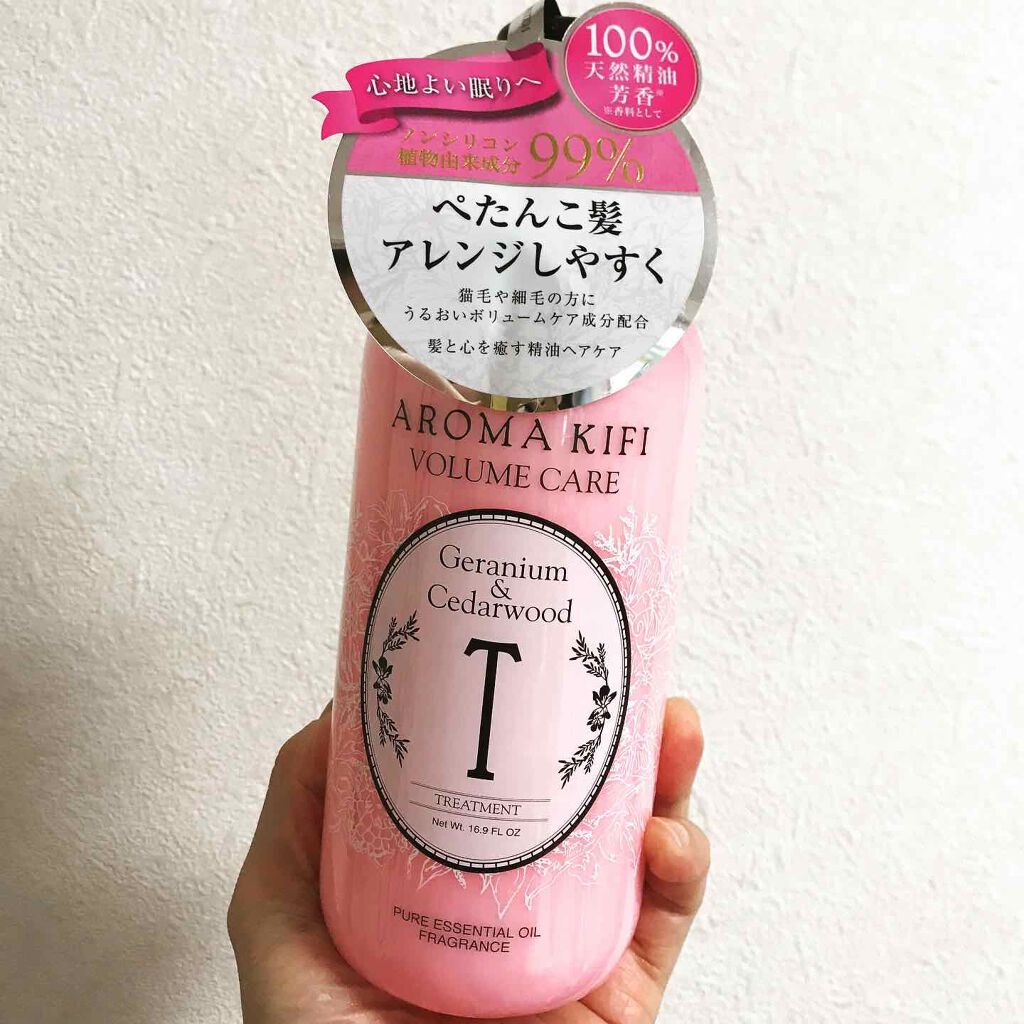 100%
天然精油
芳香※
※香料として
心地よい眠りへ
ノンシリコン
植物由来成分 99%
ぺたんこ髪
アレンジしやすく
猫毛や細毛の方に
うるおいボリュームケア成分配合
髪と心を癒す精油ヘアケア
AROMA KIFI
VOLUME CARE
Geranium
&
Cedarwood
T
TREATMENT
Net Wt. 16.9 FL OZ
PURE ESSENTIAL OIL
FRAGRANCE